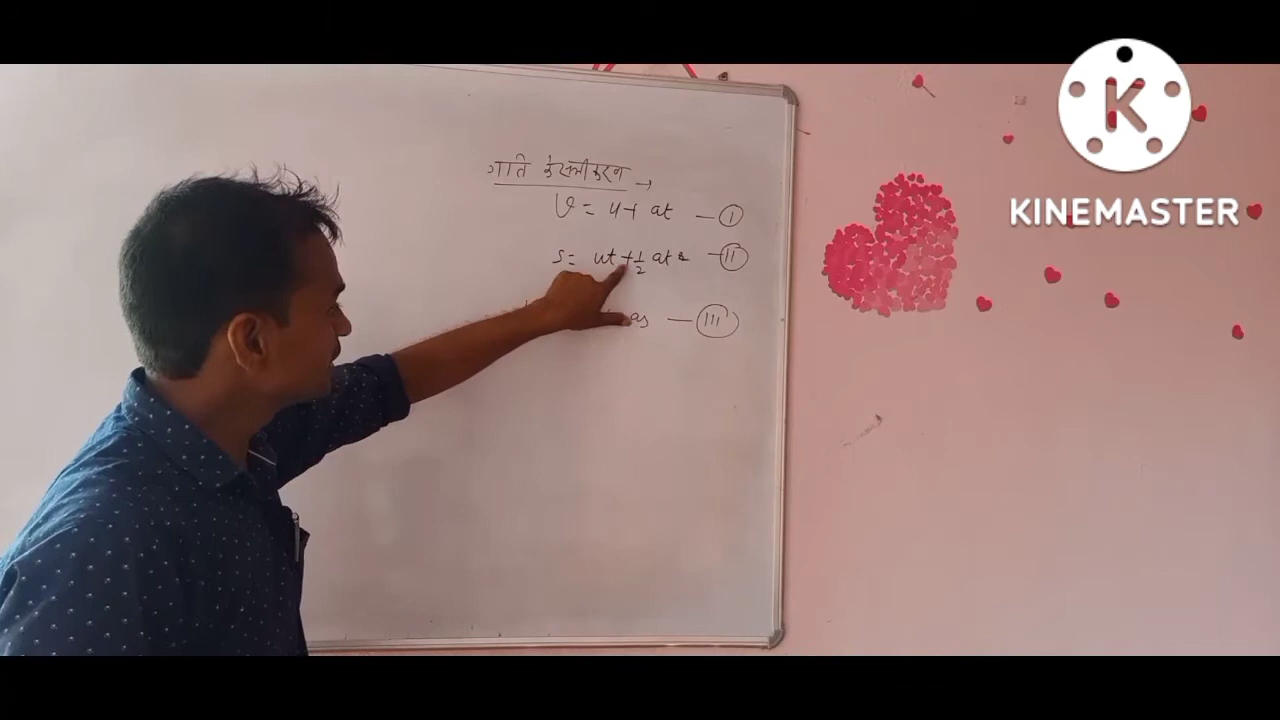 गति के समीकरण →
v = u + at — (I)
s = ut + 1/2 at2 — (II)
as — (III)
K
KINEMASTER